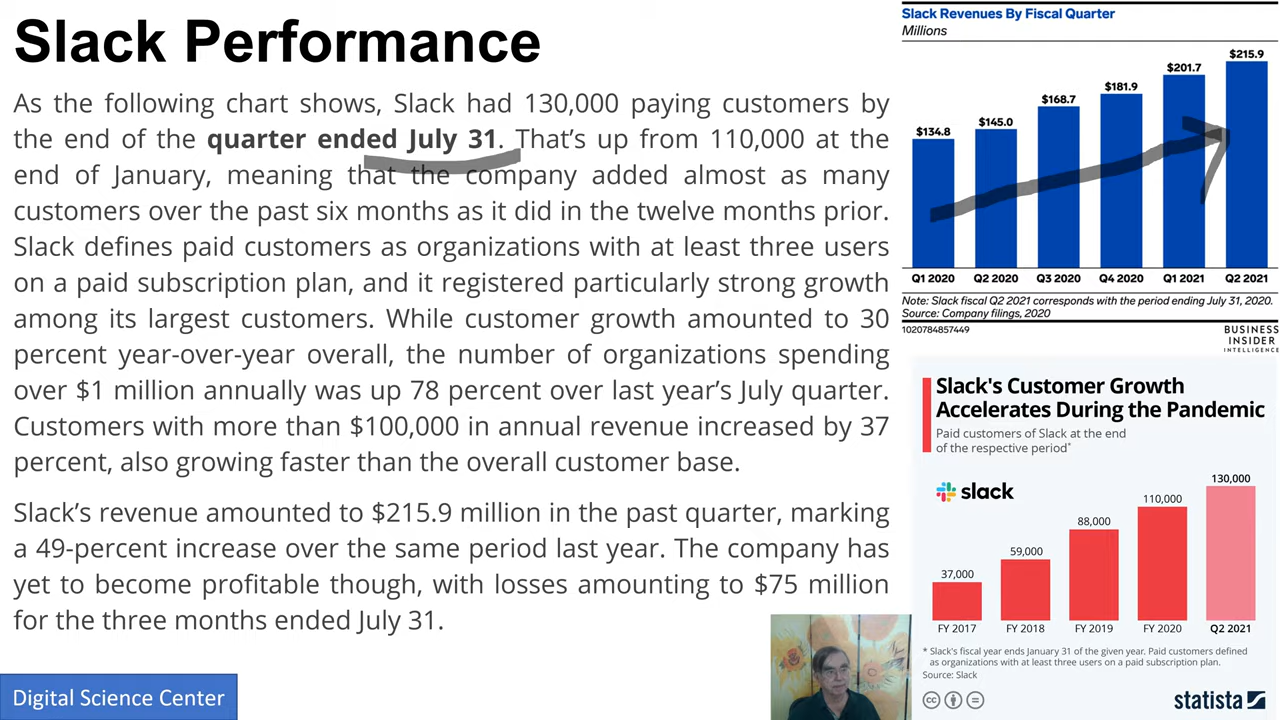 Slack Performance
As the following chart shows, Slack had 130,000 paying customers by
the end of the quarter ended July 31. That’s up from 110,000 at the
end of January, meaning that the company added almost as many
customers over the past six months as it did in the twelve months prior.
Slack defines paid customers as organizations with at least three users
on a paid subscription plan, and it registered particularly strong growth
among its largest customers. While customer growth amounted to 30
percent year-over-year overall, the number of organizations spending
over $1 million annually was up 78 percent over last year’s July quarter.
Customers with more than $100,000 in annual revenue increased by 37
percent, also growing faster than the overall customer base.
Slack’s revenue amounted to $215.9 million in the past quarter, marking
a 49-percent increase over the same period last year. The company has
yet to become profitable though, with losses amounting to $75 million
for the three months ended July 31.
Digital Science Center
Slack Revenues By Fiscal Quarter
Millions
$134.8 $145.0 $168.7 $181.9 $201.7 $215.9
Q1 2020 Q2 2020 Q3 2020 Q4 2020 Q1 2021 Q2 2021
Note: Slack fiscal Q2 2021 corresponds with the period ending July 31, 2020.
Source: Company filings, 2020
1020784857449
BUSINESS
INSIDER
INTELLIGENCE
Slack's Customer Growth
Accelerates During the Pandemic
Paid customers of Slack at the end
of the respective period*
slack
37,000 59,000 88,000 110,000 130,000
FY 2017 FY 2018 FY 2019 FY 2020 Q2 2021
* Slack's fiscal year ends January 31 of the given year. Paid customers defined
as organizations with at least three users on a paid subscription plan.
Source: Slack
cc
statista